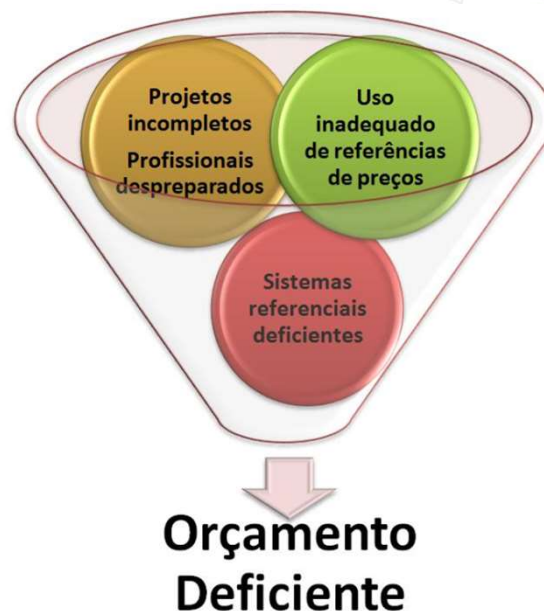 Projetos
incompletos
Profissionais
despreparados
Uso
inadequado
de referências
de preços
Sistemas
referenciais
deficientes
Orçamento
Deficiente